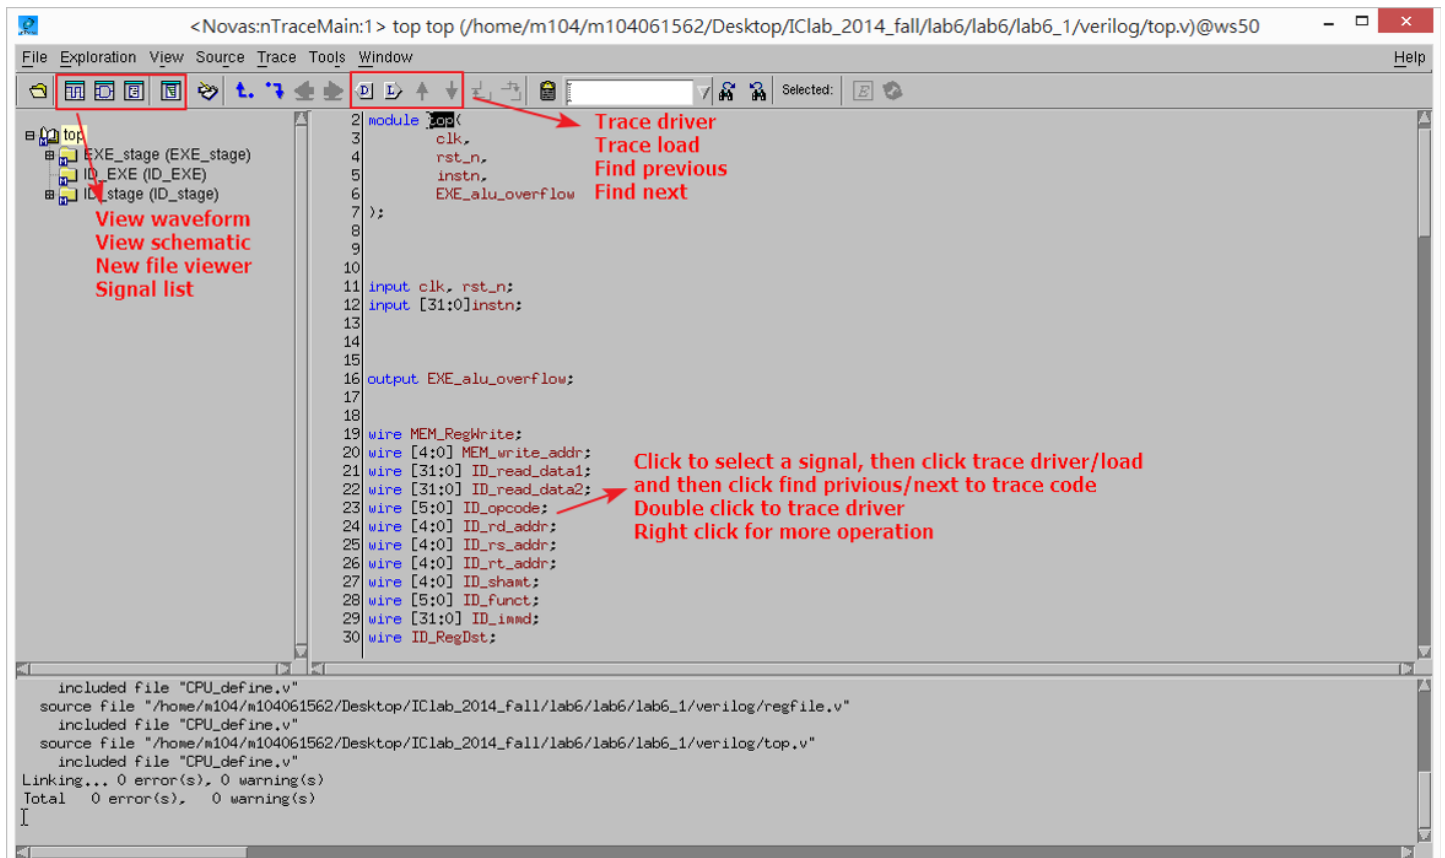 <Novas:nTraceMain:1> top top (/home/m104/m104061562/Desktop/IClab_2014_fall/lab6/lab6/lab6_1/verilog/top.v)@ws50
File Exploration View Source Trace Tools Window Help
Selected:
top
EXE_stage (EXE_stage)
ID_EXE (ID_EXE)
ID_stage (ID_stage)
View waveform
View schematic
New file viewer
Signal list
2 module top(
3 clk,
4 rst_n,
5 instn,
6 EXE_alu_overflow
7 );
8
9
10
11 input clk, rst_n;
12 input [31:0]instn;
13
14
15
16 output EXE_alu_overflow;
17
18
19 wire MEM_RegWrite;
20 wire [4:0] MEM_write_addr;
21 wire [31:0] ID_read_data1;
22 wire [31:0] ID_read_data2;
23 wire [5:0] ID_opcode;
24 wire [4:0] ID_rd_addr;
25 wire [4:0] ID_rs_addr;
26 wire [4:0] ID_rt_addr;
27 wire [4:0] ID_shamt;
28 wire [5:0] ID_funct;
29 wire [31:0] ID_immd;
30 wire ID_RegDst;
Trace driver
Trace load
Find previous
Find next
Click to select a signal, then click trace driver/load
and then click find privious/next to trace code
Double click to trace driver
Right click for more operation
included file "CPU_define.v"
source file "/home/m104/m104061562/Desktop/IClab_2014_fall/lab6/lab6/lab6_1/verilog/regfile.v"
included file "CPU_define.v"
source file "/home/m104/m104061562/Desktop/IClab_2014_fall/lab6/lab6/lab6_1/verilog/top.v"
included file "CPU_define.v"
Linking... 0 error(s), 0 warning(s)
Total 0 error(s), 0 warning(s)